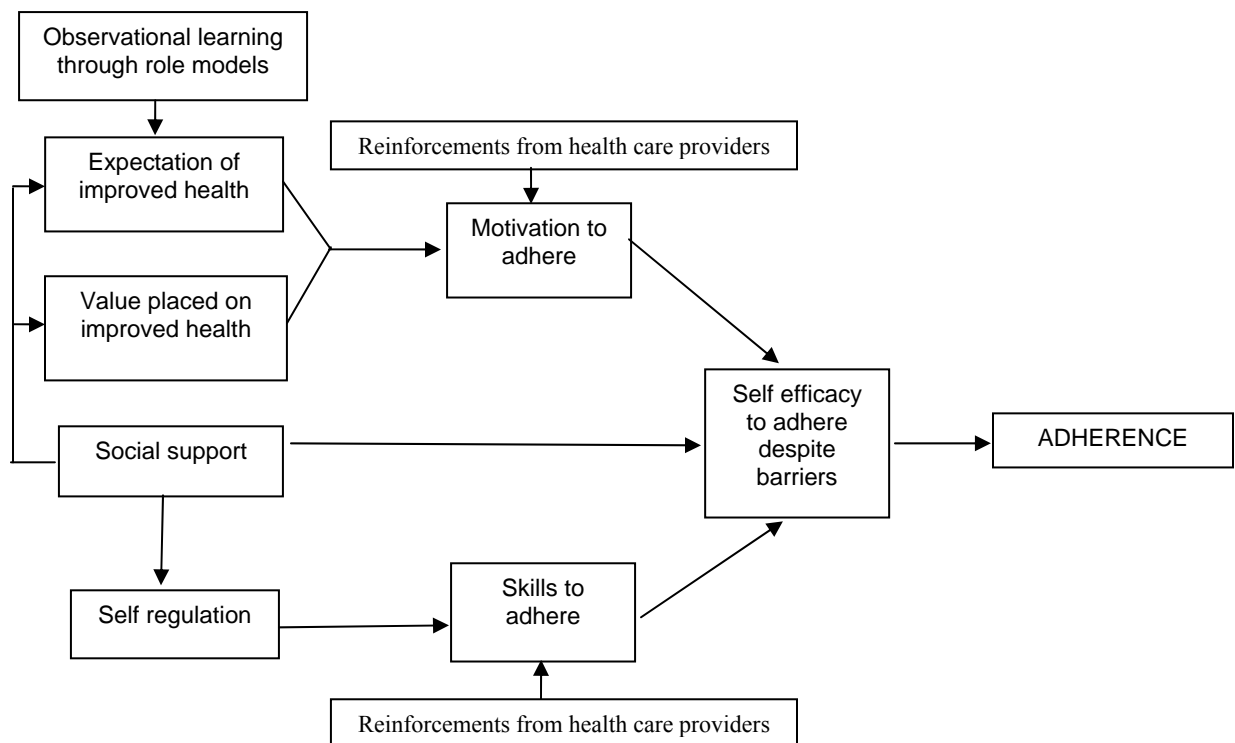 Observational learning
through role models
Reinforcements from health care providers
Expectation of
improved health
Motivation to
adhere
Value placed on
improved health
Self efficacy
to adhere
despite
barriers
ADHERENCE
Social support
Skills to
adhere
Self regulation
Reinforcements from health care providers